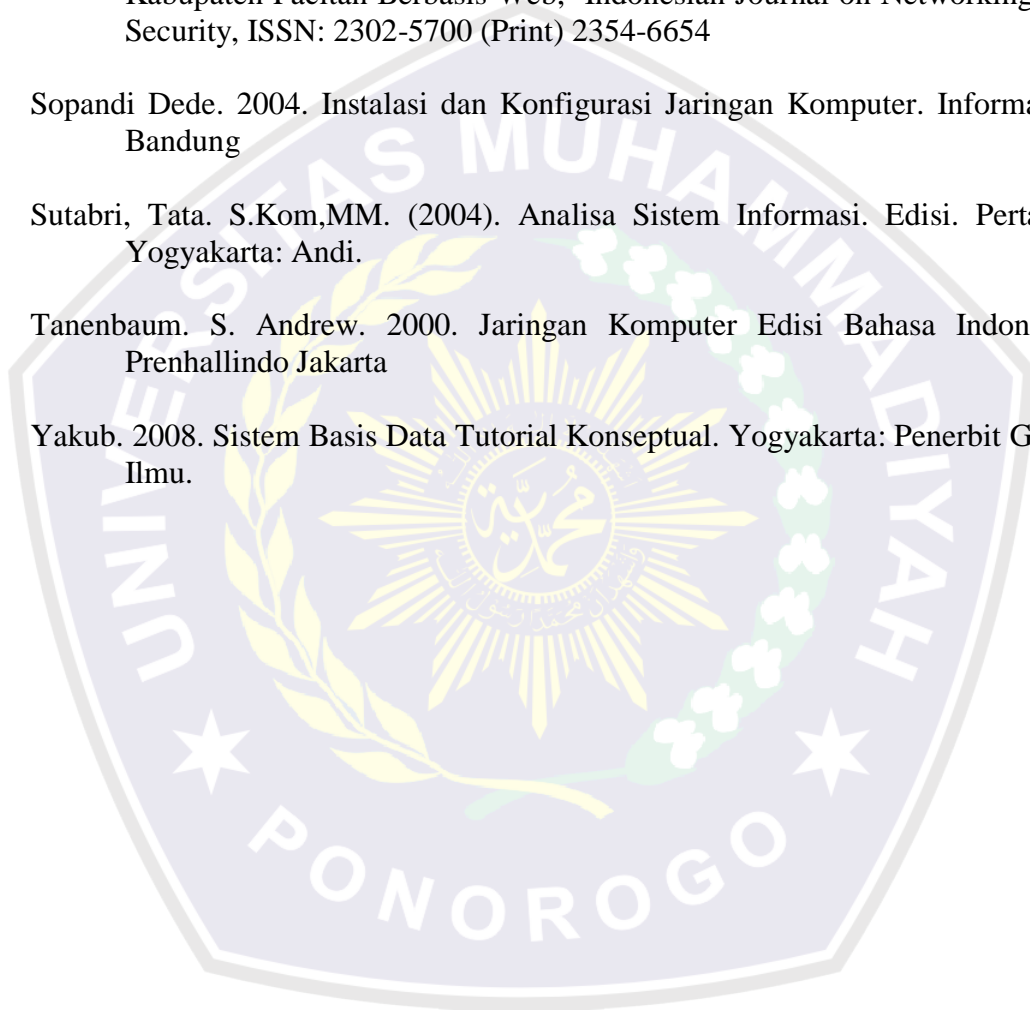 Kabupaten Pacitan Berbasis Web, Indonesian Journal on Networking
Security, ISSN: 2302-5700 (Print) 2354-6654
Sopandi Dede. 2004. Instalasi dan Konfigurasi Jaringan Komputer. Informa
Bandung
Sutabri, Tata. S.Kom,MM. (2004). Analisa Sistem Informasi. Edisi. Perta
Yogyakarta: Andi.
Tanenbaum. S. Andrew. 2000. Jaringan Komputer Edisi Bahasa Indon
Prenhallindo Jakarta
Yakub. 2008. Sistem Basis Data Tutorial Konseptual. Yogyakarta: Penerbit G
Ilmu.
UNIVERSITAS MUHAMMADIYAH
PONOROGO
محمدية